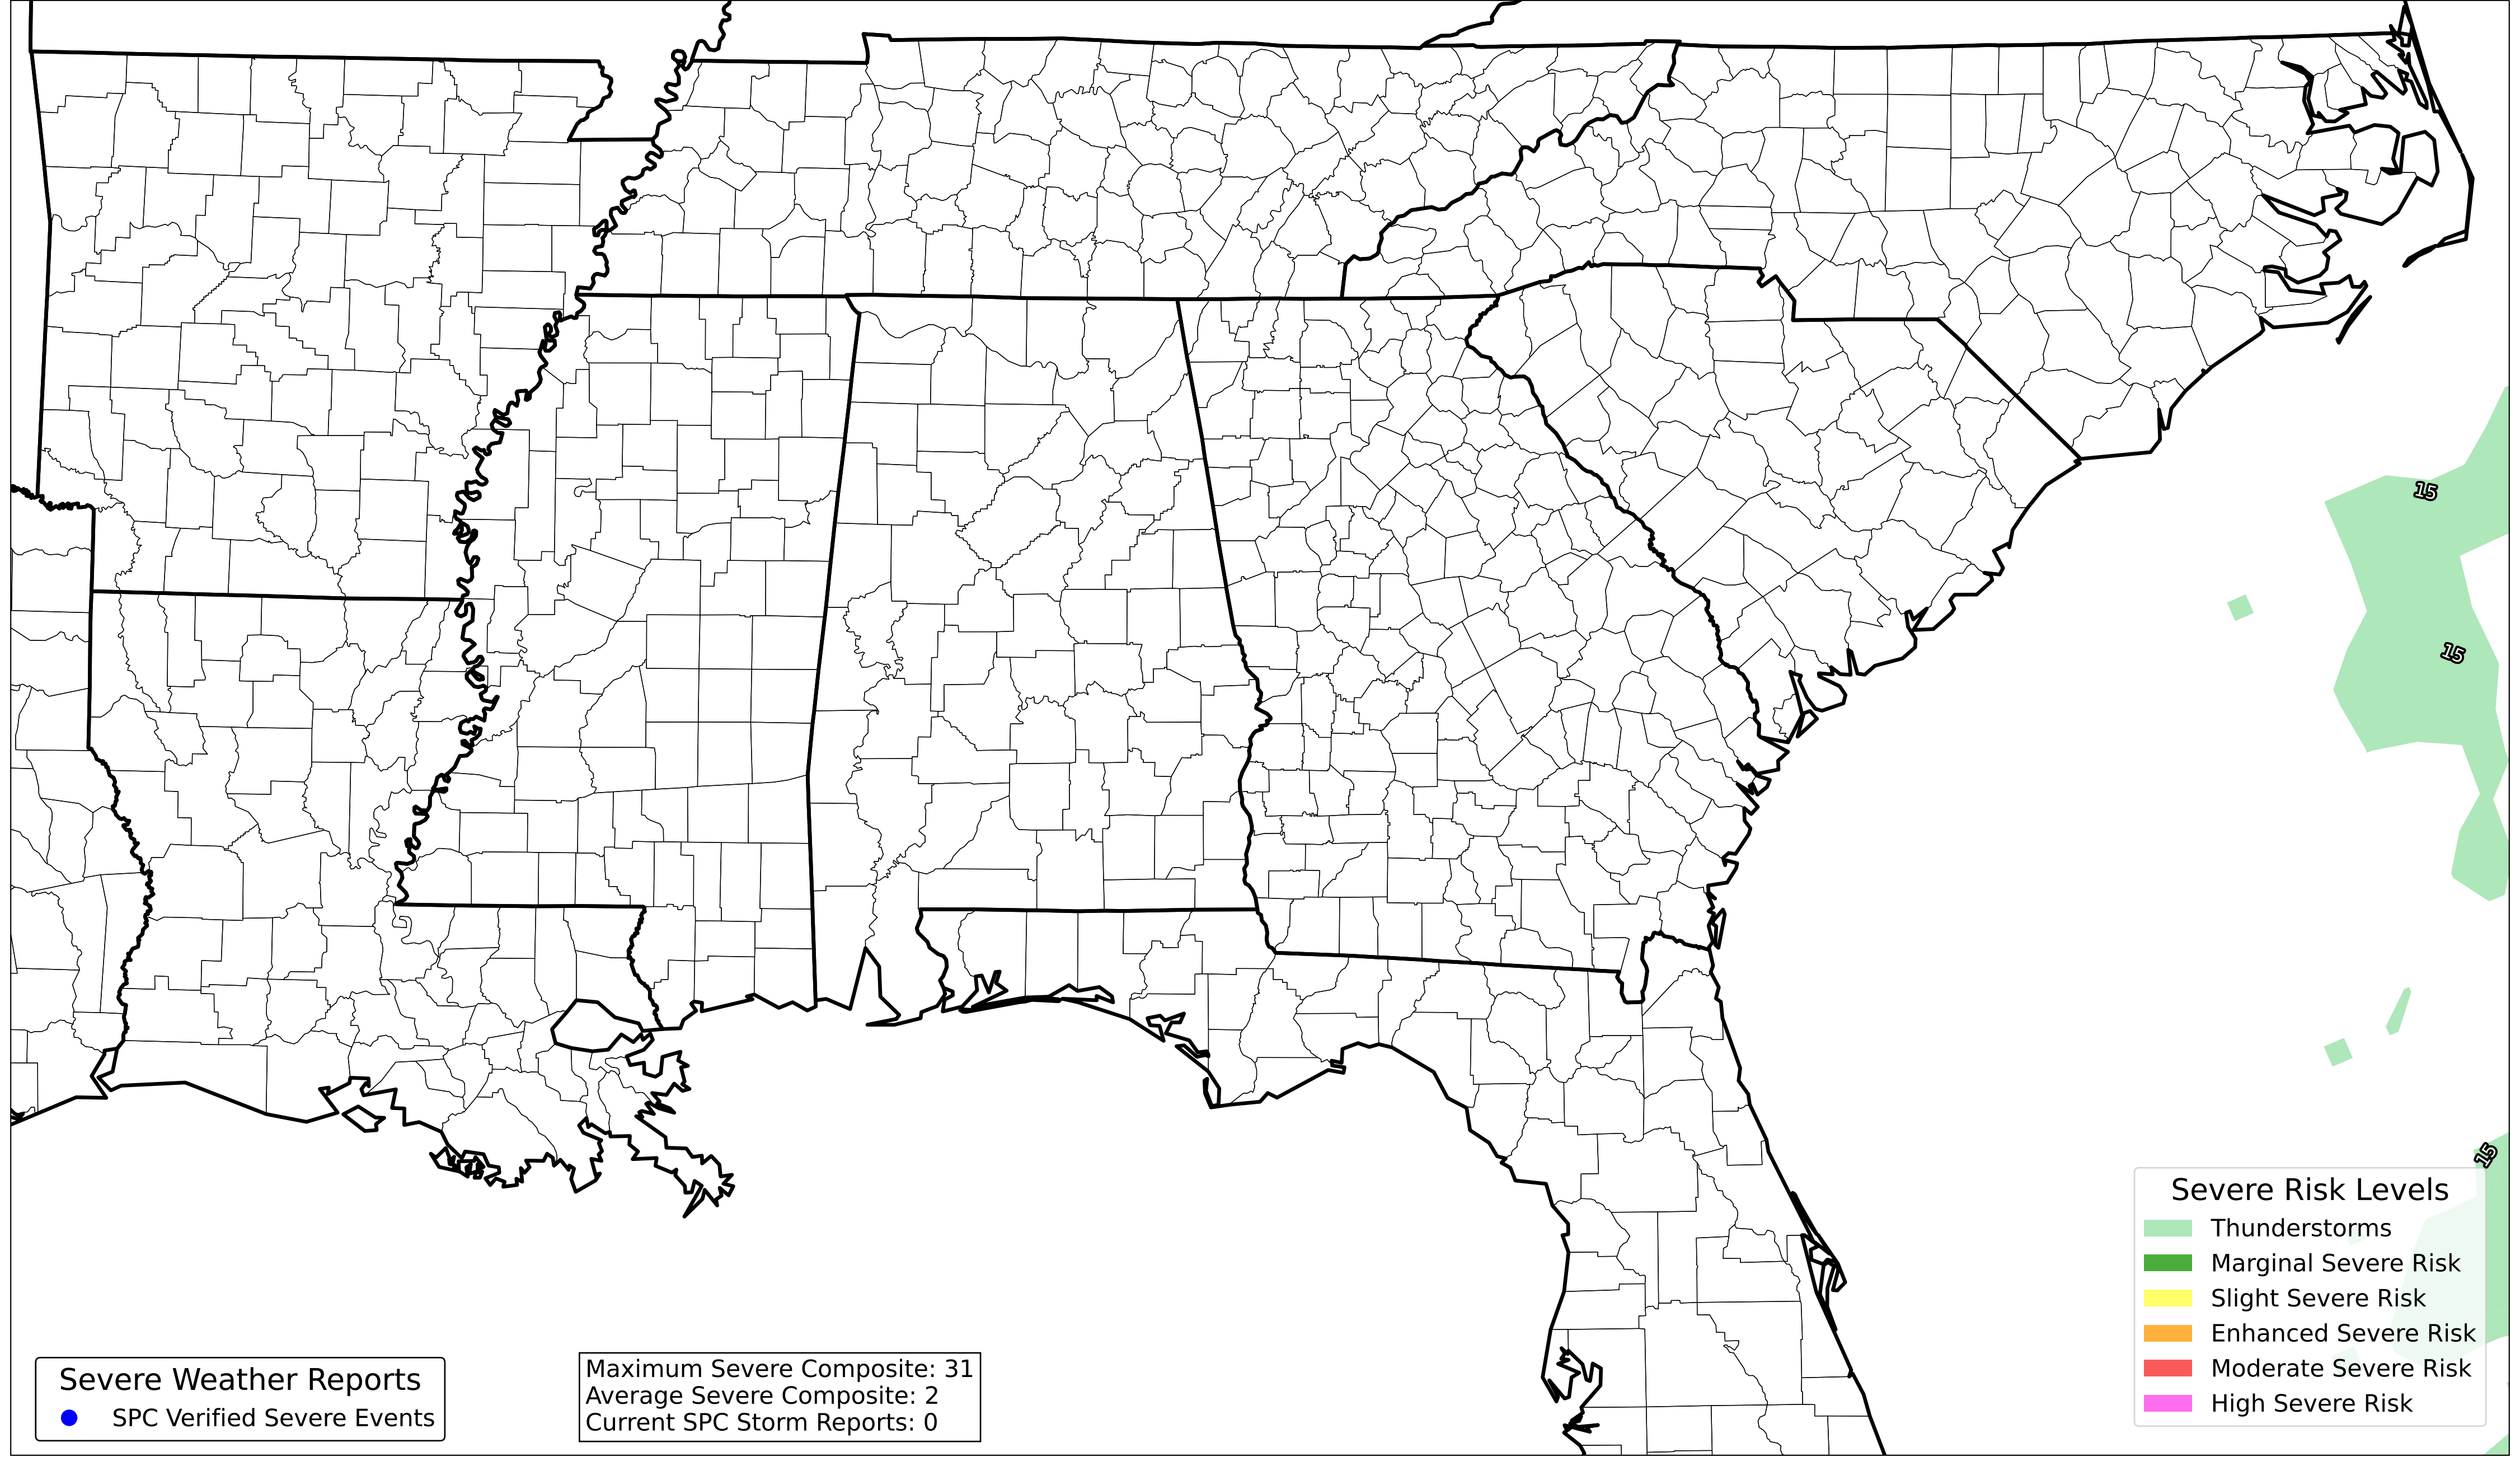 15
15
15
Severe Risk Levels
Thunderstorms
Marginal Severe Risk
Slight Severe Risk
Enhanced Severe Risk
Moderate Severe Risk
High Severe Risk
Severe Weather Reports
SPC Verified Severe Events
Maximum Severe Composite: 31
Average Severe Composite: 2
Current SPC Storm Reports: 0